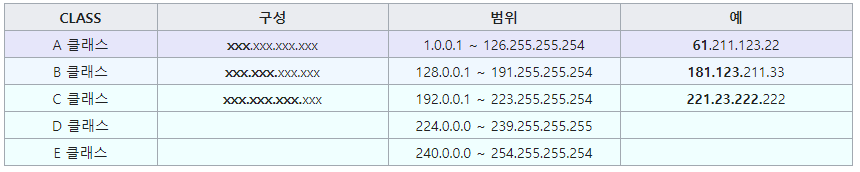 CLASS 구성 범위 예
A 클래스 xxx.xxx.xxx.xxx 1.0.0.1 ~ 126.255.255.254 61.211.123.22
B 클래스 xxx.xxx.xxx.xxx 128.0.0.1 ~ 191.255.255.254 181.123.211.33
C 클래스 xxx.xxx.xxx.xxx 192.0.0.1 ~ 223.255.255.254 221.23.222.222
D 클래스 224.0.0.0 ~ 239.255.255.255
E 클래스 240.0.0.0 ~ 254.255.255.254